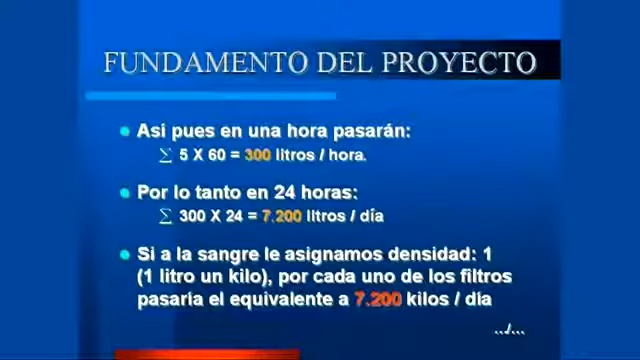 FUNDAMENTO DEL PROYECTO
Así pues en una hora pasarán:
∑ 5 X 60 = 300 litros / hora.
Por lo tanto en 24 horas:
∑ 300 X 24 = 7.200 litros / día
Si a la sangre le asignamos densidad: 1
(1 litro un kilo), por cada uno de los filtros
pasaría el equivalente a 7.200 kilos / día
../...